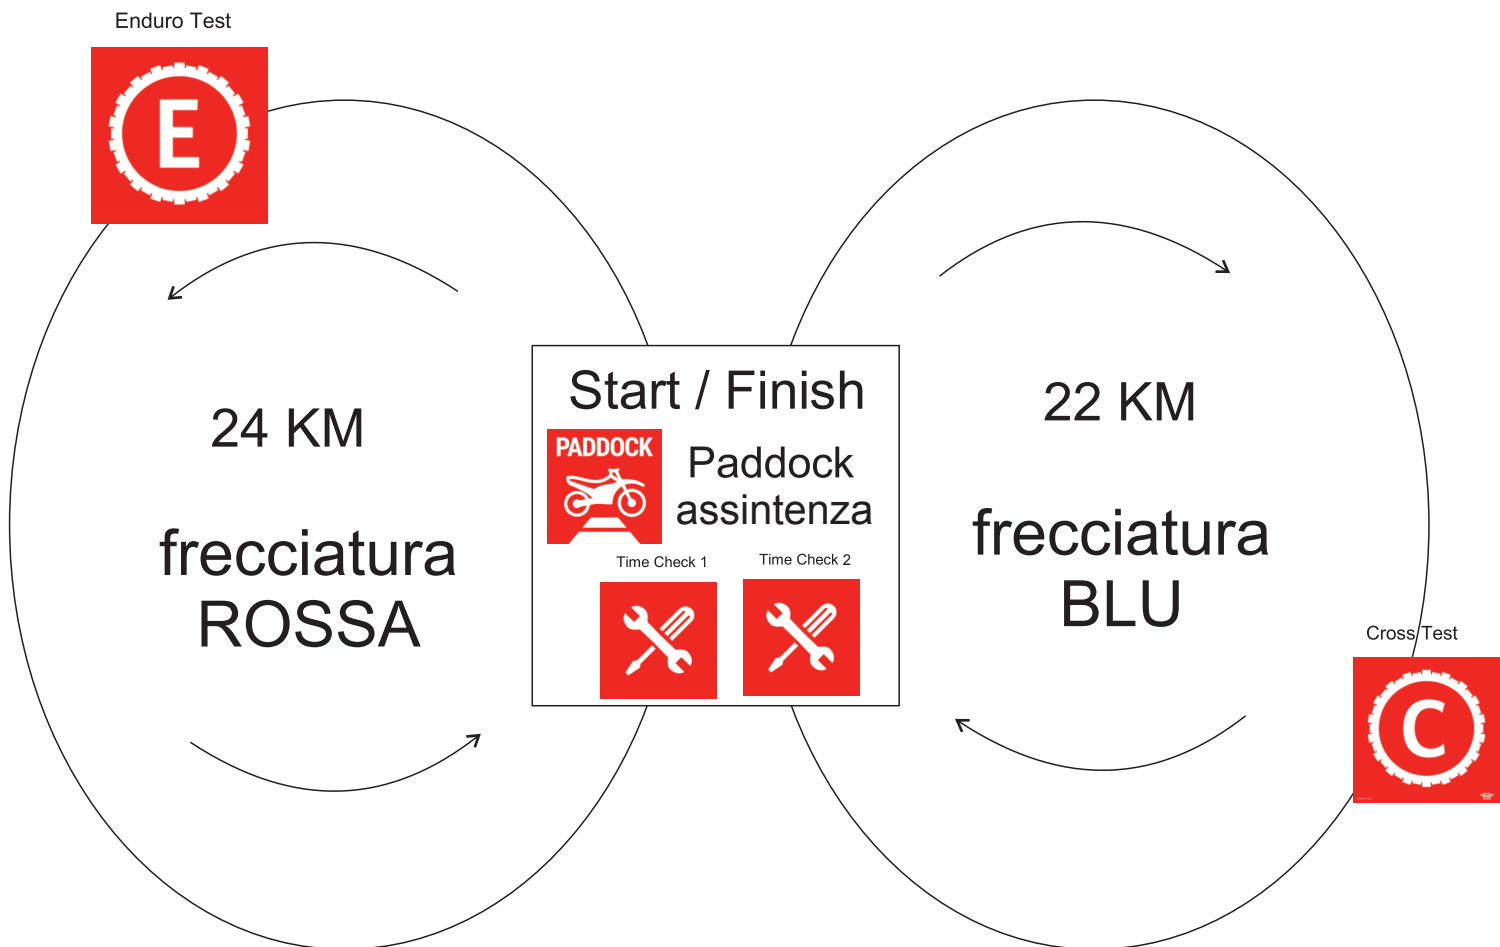 Enduro Test
E
24 KM
frecciatura
ROSSA
Start / Finish
PADDOCK
Paddock
assintenza
Time Check 1
Time Check 2
22 KM
frecciatura
BLU
Cross Test
C